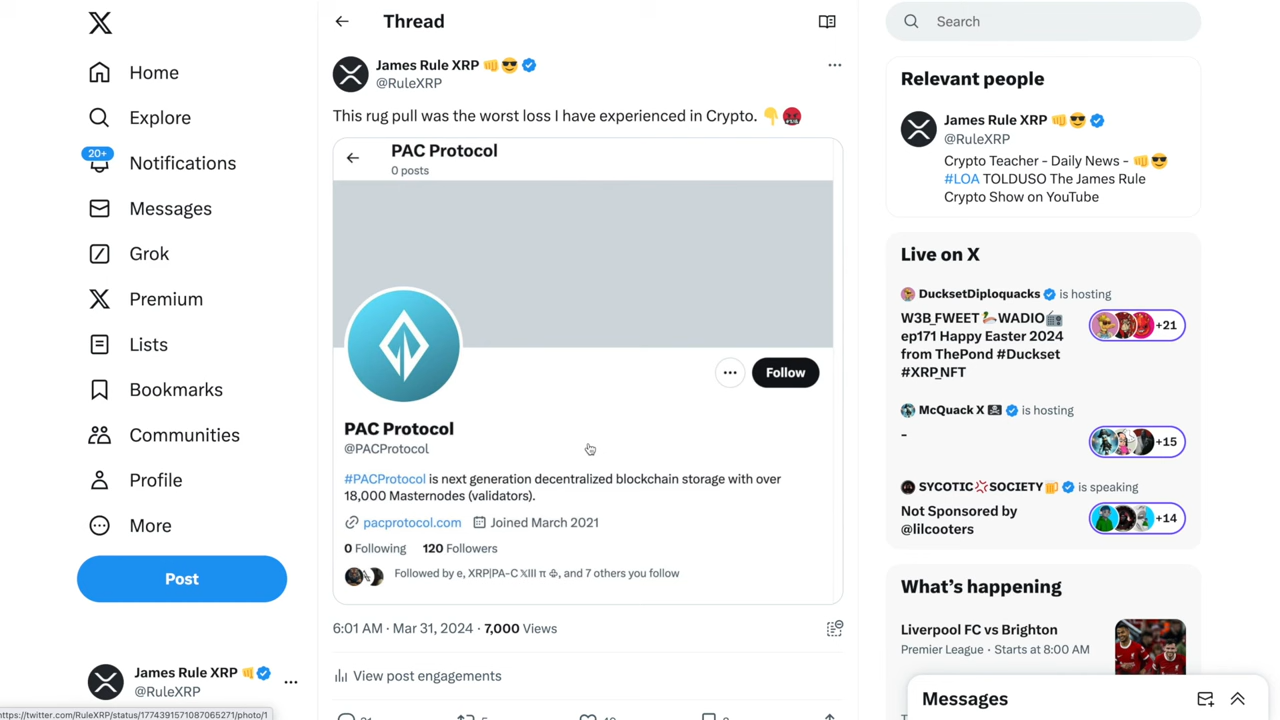 Home
Explore
20+
Notifications
Messages
Grok
Premium
Lists
Bookmarks
Communities
Profile
More
Post
James Rule XRP 👊 
@RuleXRP
https://twitter.com/RuleXRP/status/1774391571087065271/photo/1
Thread
James Rule XRP 👊😎
@RuleXRP
This rug pull was the worst loss I have experienced in Crypto. 👇🤬
PAC Protocol
0 posts
Follow
PAC Protocol
@PACProtocol
#PACProtocol is next generation decentralized blockchain storage with over
18,000 Masternodes (validators).
pacprotocol.com Joined March 2021
0 Following 120 Followers
Followed by e, XRP|PA-C XIII π 수, and 7 others you follow
6:01 AM · Mar 31, 2024 · 7,000 Views
View post engagements
Search
Relevant people
James Rule XRP 👊😎
@RuleXRP
Crypto Teacher - Daily News - 👊😎
#LOA TOLDUSO The James Rule
Crypto Show on YouTube
Live on X
DucksetDiploquacks is hosting
W3B_FWEET 🦆WADIO📻
ep171 Happy Easter 2024
from ThePond #Duckset
#XRP_NFT
+21
McQuack X 🏴‍☠️ is hosting
-
+15
SYCOTIC💢SOCIETY🍺 is speaking
Not Sponsored by
@lilcooters
+14
What's happening
Liverpool FC vs Brighton
Premier League · Starts at 8:00 AM
Messages